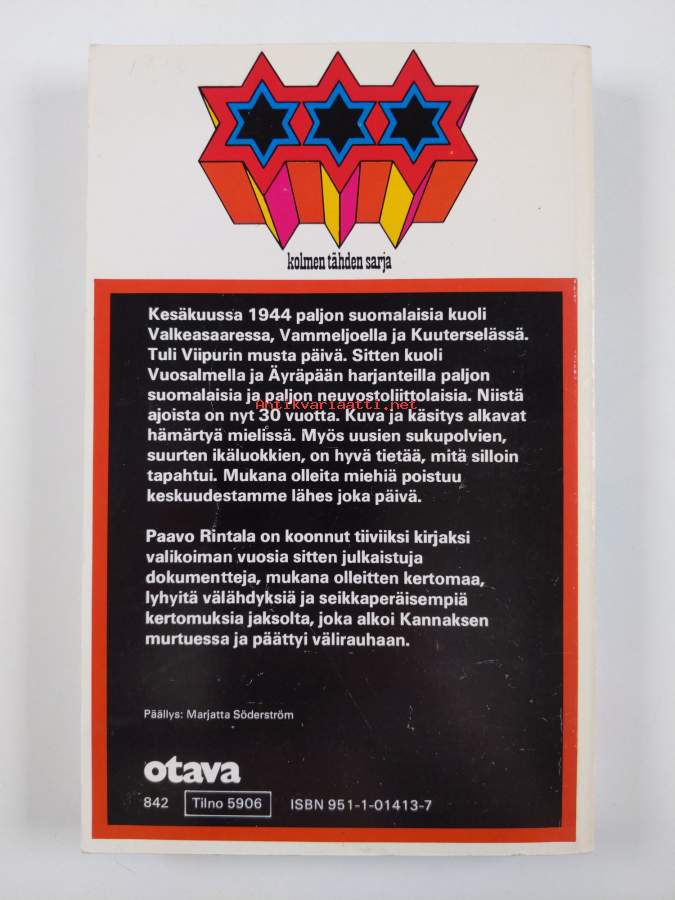 kolmen tähden sarja
Kesäkuussa 1944 paljon suomalaisia kuoli
Valkeasaaressa, Vammeljoella ja Kuuterselässä.
Tuli Viipurin musta päivä. Sitten kuoli
Vuosalmella ja Äyräpään harjanteilla paljon
suomalaisia ja paljon neuvostoliittolaisia. Niistä
Antikvariaatti.net
ajoista on nyt 30 vuotta. Kuva ja käsitys alkavat
hämärtyä mielissä. Myös uusien sukupolvien,
suurten ikäluokkien, on hyvä tietää, mitä silloin
tapahtui. Mukana olleita miehiä poistuu
keskuudestamme lähes joka päivä.
Paavo Rintala on koonnut tiiviiksi kirjaksi
valikoiman vuosia sitten julkaistuja
dokumentteja, mukana olleitten kertomaa,
lyhyitä välähdyksiä ja seikkaperäisempiä
kertomuksia jaksolta, joka alkoi Kannaksen
murtuessa ja päättyi välirauhaan.
Päällys: Marjatta Söderström
otava
842 Tilno 5906 ISBN 951-1-01413-7